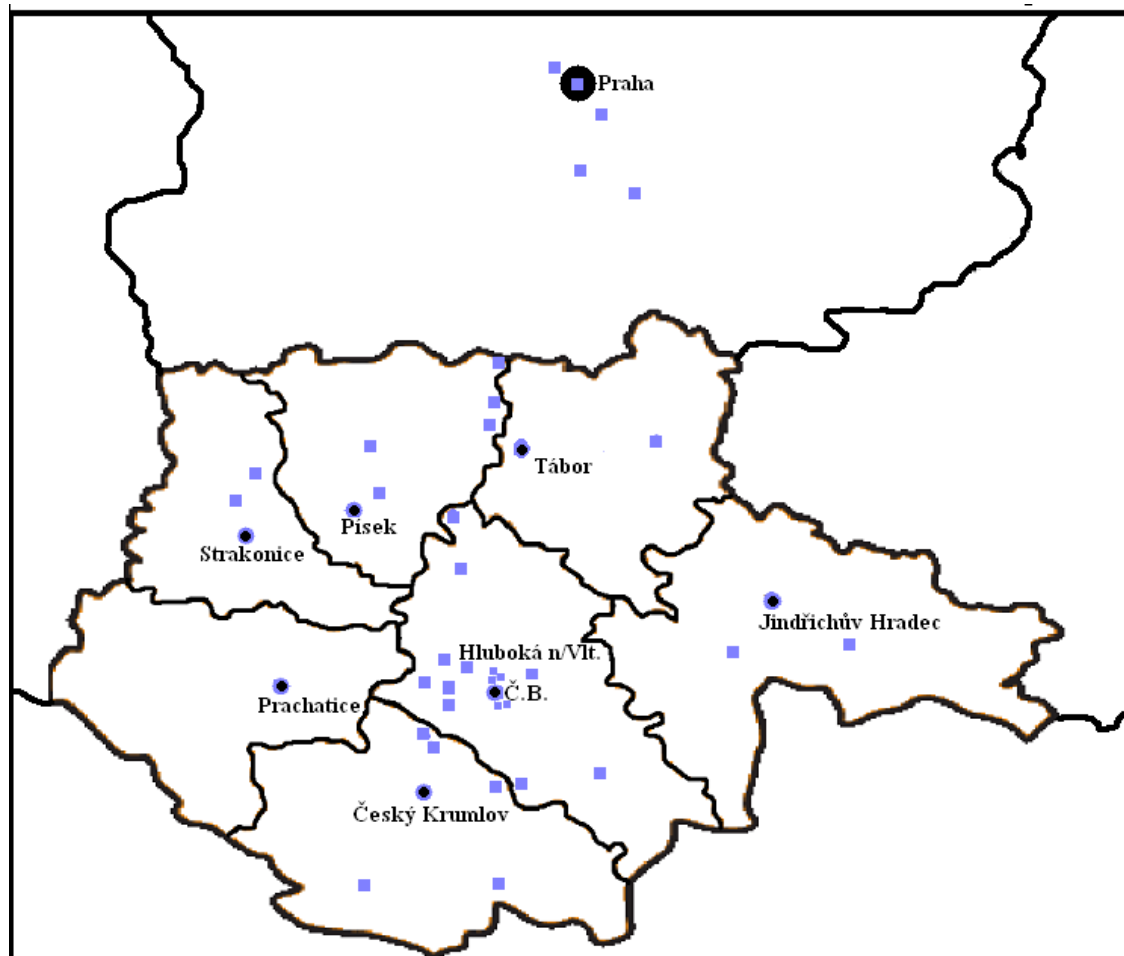 Praha
Tábor
Písek
Strakonice
Jindřichův Hradec
Hluboká n/Vlt.
Č.B.
Prachatice
Český Krumlov